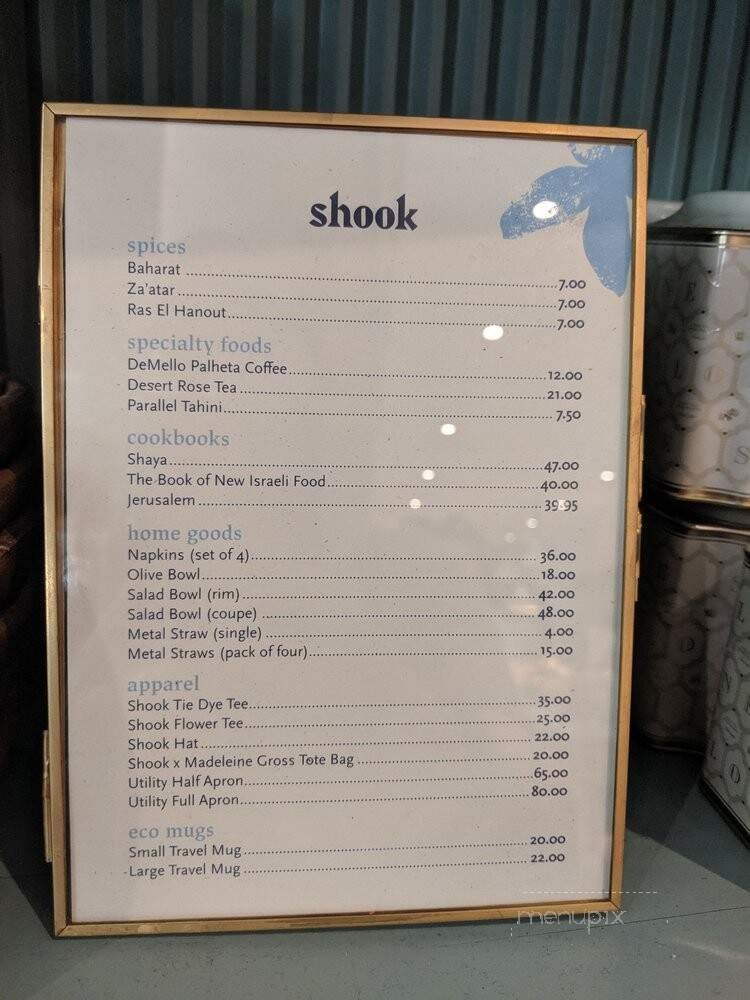 shook
spices
Baharat 7.00
Za'atar 7.00
Ras El Hanout 7.00
specialty foods
DeMello Palheta Coffee 12.00
Desert Rose Tea 21.00
Parallel Tahini 7.50
cookbooks
Shaya 47.00
The Book of New Israeli Food 40.00
Jerusalem 39.95
home goods
Napkins (set of 4) 36.00
Olive Bowl 18.00
Salad Bowl (rim) 42.00
Salad Bowl (coupe) 48.00
Metal Straw (single) 4.00
Metal Straws (pack of four) 15.00
apparel
Shook Tie Dye Tee 35.00
Shook Flower Tee 25.00
Shook Hat 22.00
Shook x Madeleine Gross Tote Bag 20.00
Utility Half Apron 65.00
Utility Full Apron 80.00
eco mugs
Small Travel Mug 20.00
Large Travel Mug 22.00
menupix